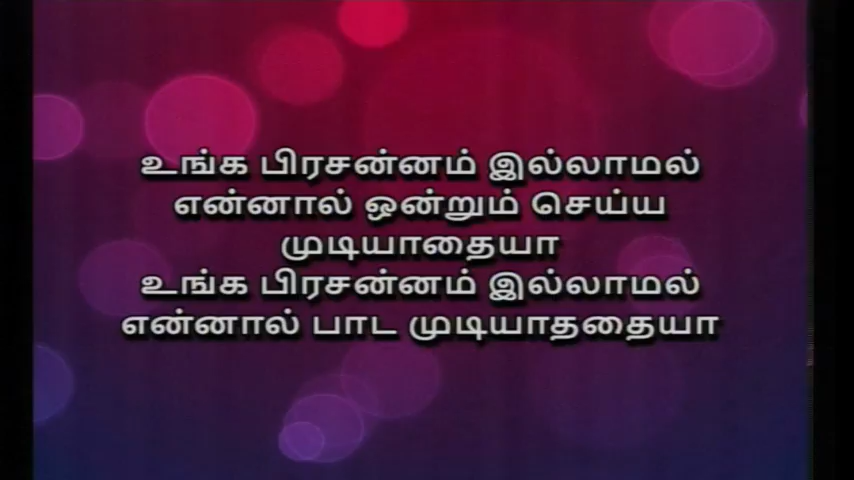 உங்க பிரசன்னம் இல்லாமல்
என்னால் ஒன்றும் செய்ய
முடியாதையா
உங்க பிரசன்னம் இல்லாமல்
என்னால் பாட முடியாததையா